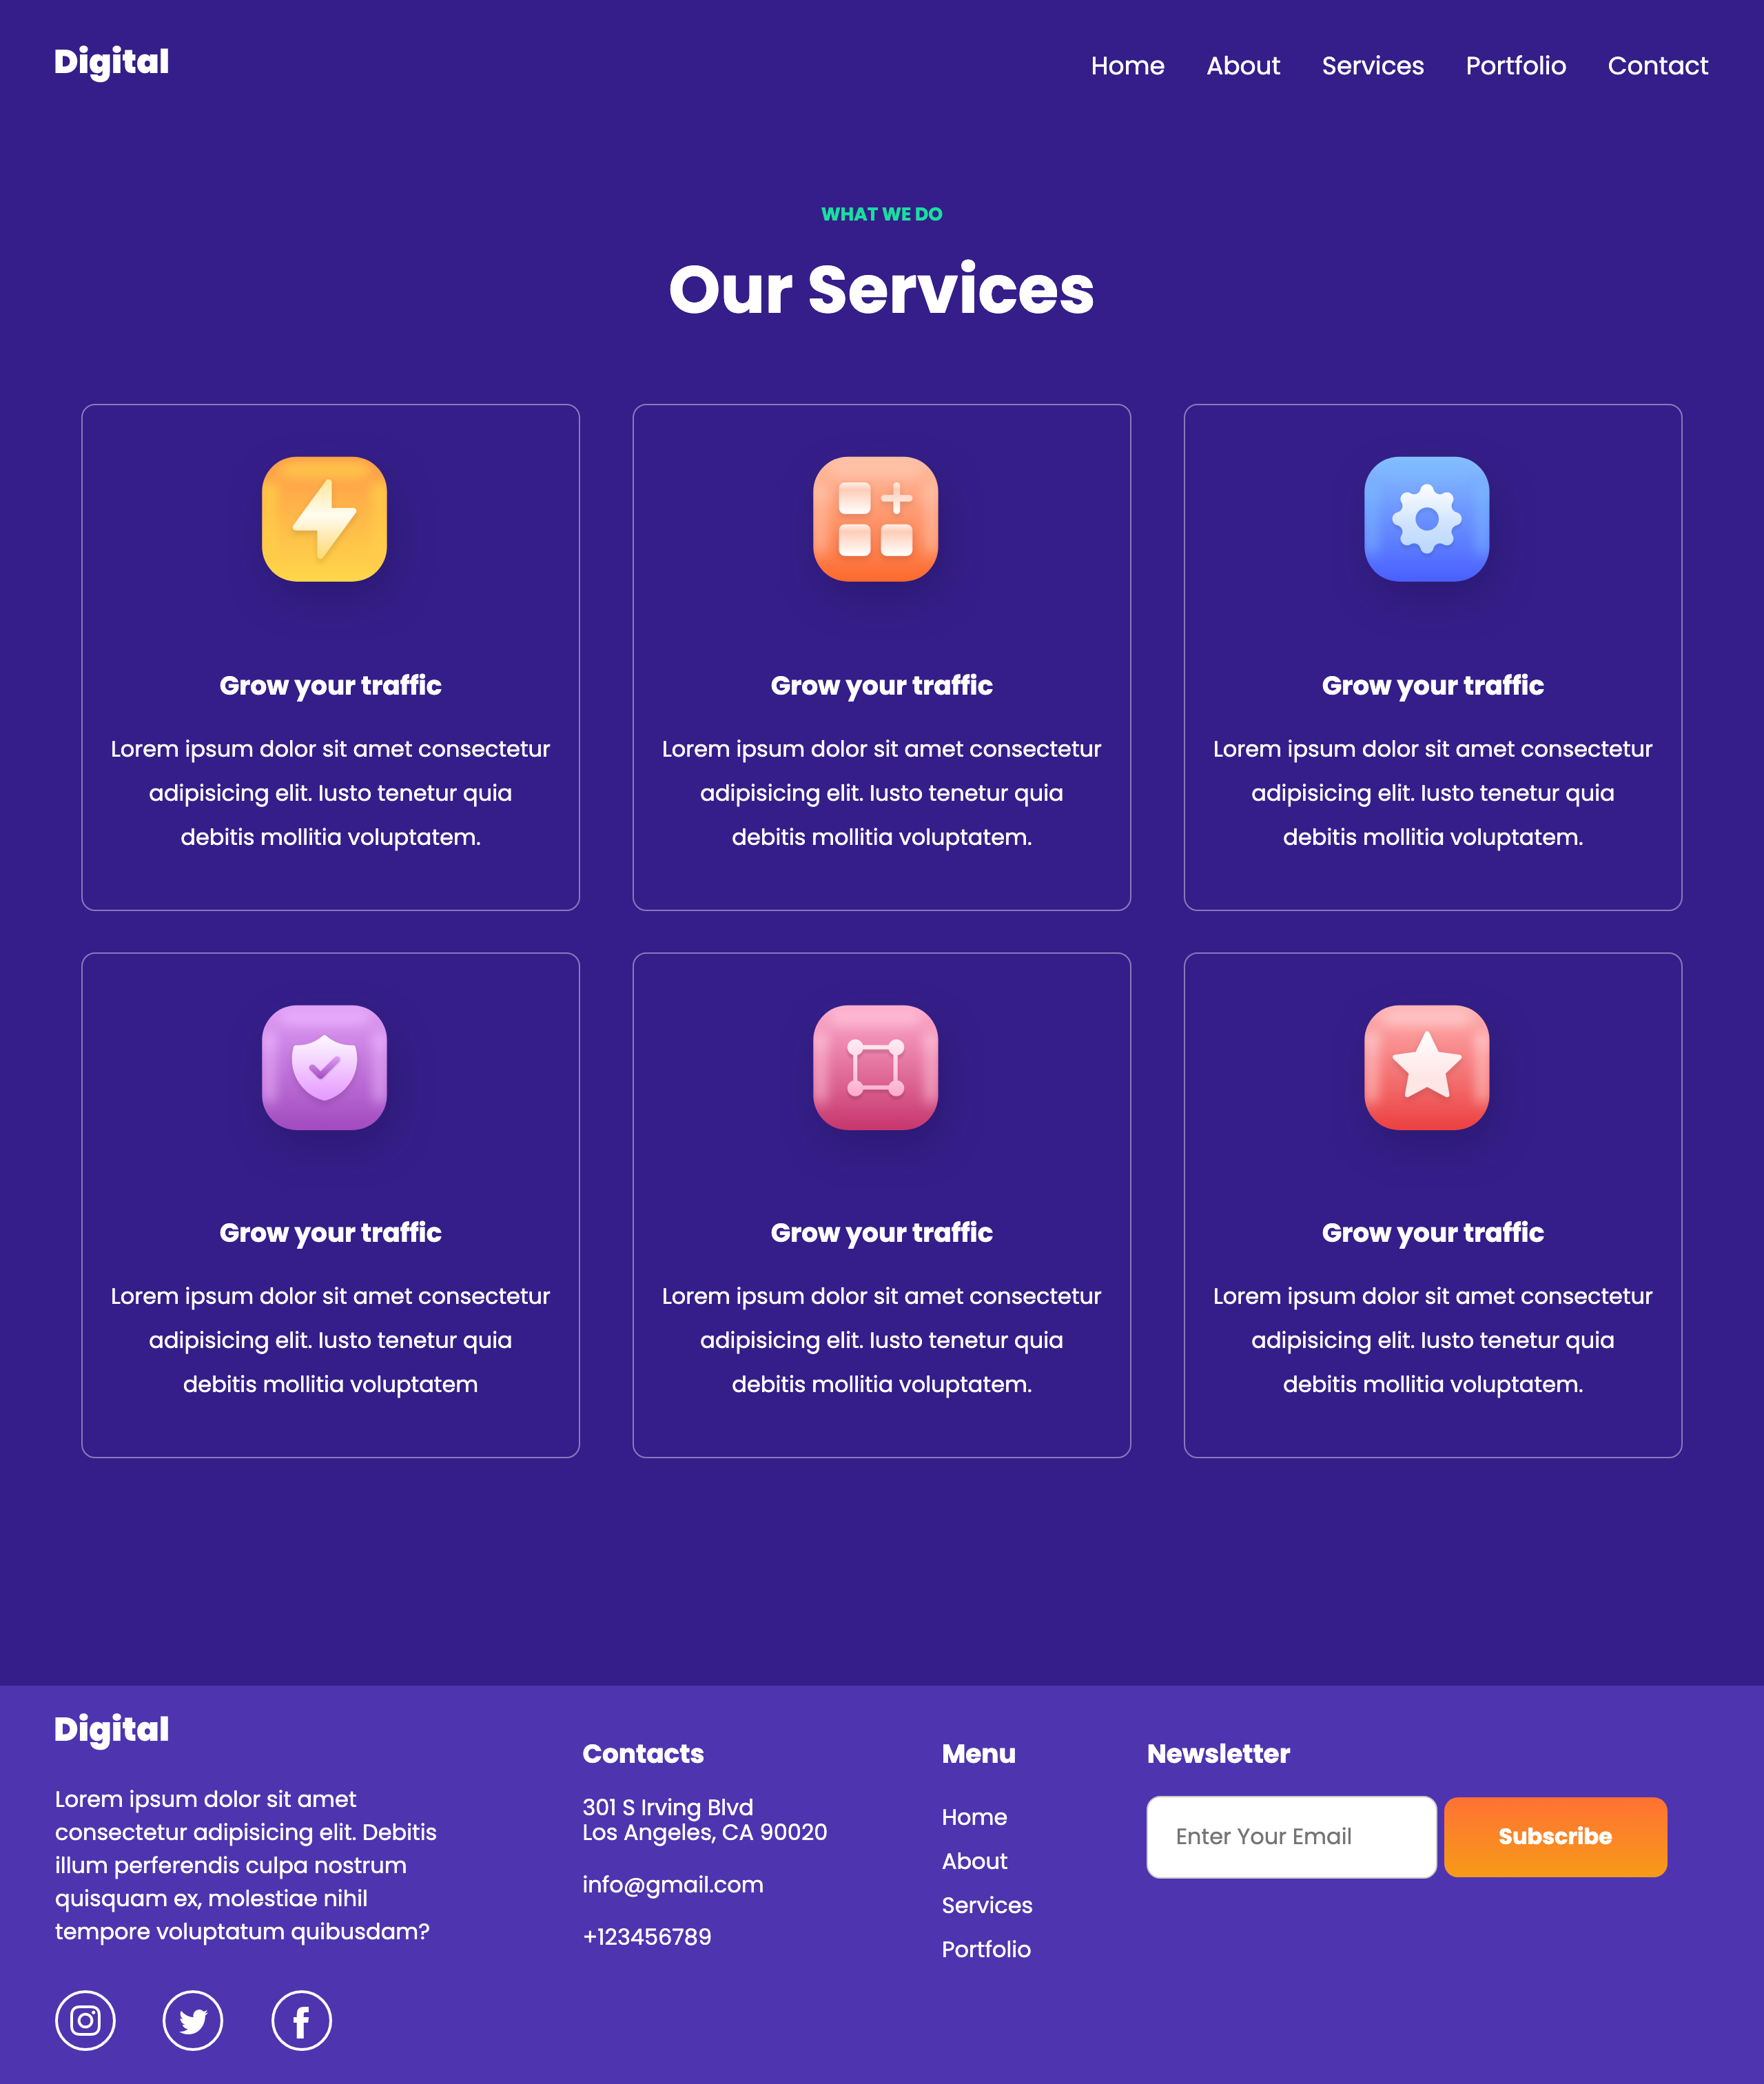 Digital
Home About Services Portfolio Contact
WHAT WE DO
Our Services
Grow your traffic
Lorem ipsum dolor sit amet consectetur
adipisicing elit. Iusto tenetur quia
debitis mollitia voluptatem.
Grow your traffic
Lorem ipsum dolor sit amet consectetur
adipisicing elit. Iusto tenetur quia
debitis mollitia voluptatem.
Grow your traffic
Lorem ipsum dolor sit amet consectetur
adipisicing elit. Iusto tenetur quia
debitis mollitia voluptatem.
Grow your traffic
Lorem ipsum dolor sit amet consectetur
adipisicing elit. Iusto tenetur quia
debitis mollitia voluptatem
Grow your traffic
Lorem ipsum dolor sit amet consectetur
adipisicing elit. Iusto tenetur quia
debitis mollitia voluptatem.
Grow your traffic
Lorem ipsum dolor sit amet consectetur
adipisicing elit. Iusto tenetur quia
debitis mollitia voluptatem.
Digital
Lorem ipsum dolor sit amet
consectetur adipisicing elit. Debitis
illum perferendis culpa nostrum
quisquam ex, molestiae nihil
tempore voluptatum quibusdam?
Contacts
301 S Irving Blvd
Los Angeles, CA 90020
info@gmail.com
+123456789
Menu
Home
About
Services
Portfolio
Newsletter
Enter Your Email
Subscribe